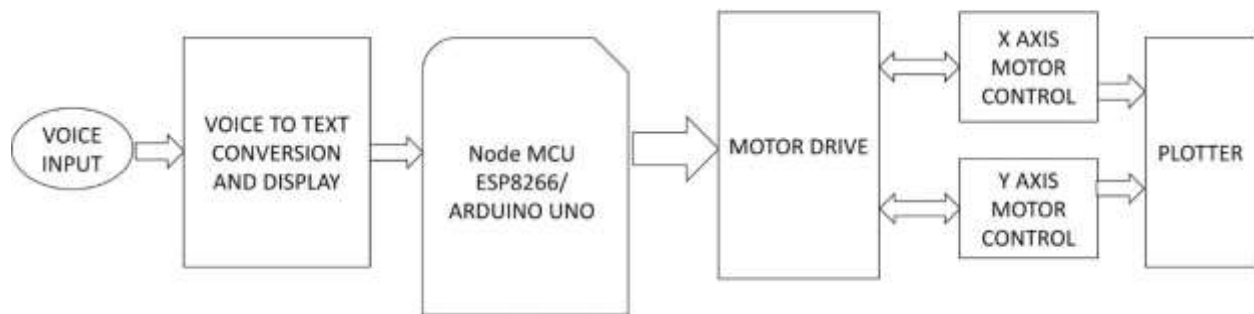 VOICE
INPUT
VOICE TO TEXT
CONVERSION
AND DISPLAY
Node MCU
ESP8266/
ARDUINO UNO
MOTOR DRIVE
X AXIS
MOTOR
CONTROL
Y AXIS
MOTOR
CONTROL
PLOTTER